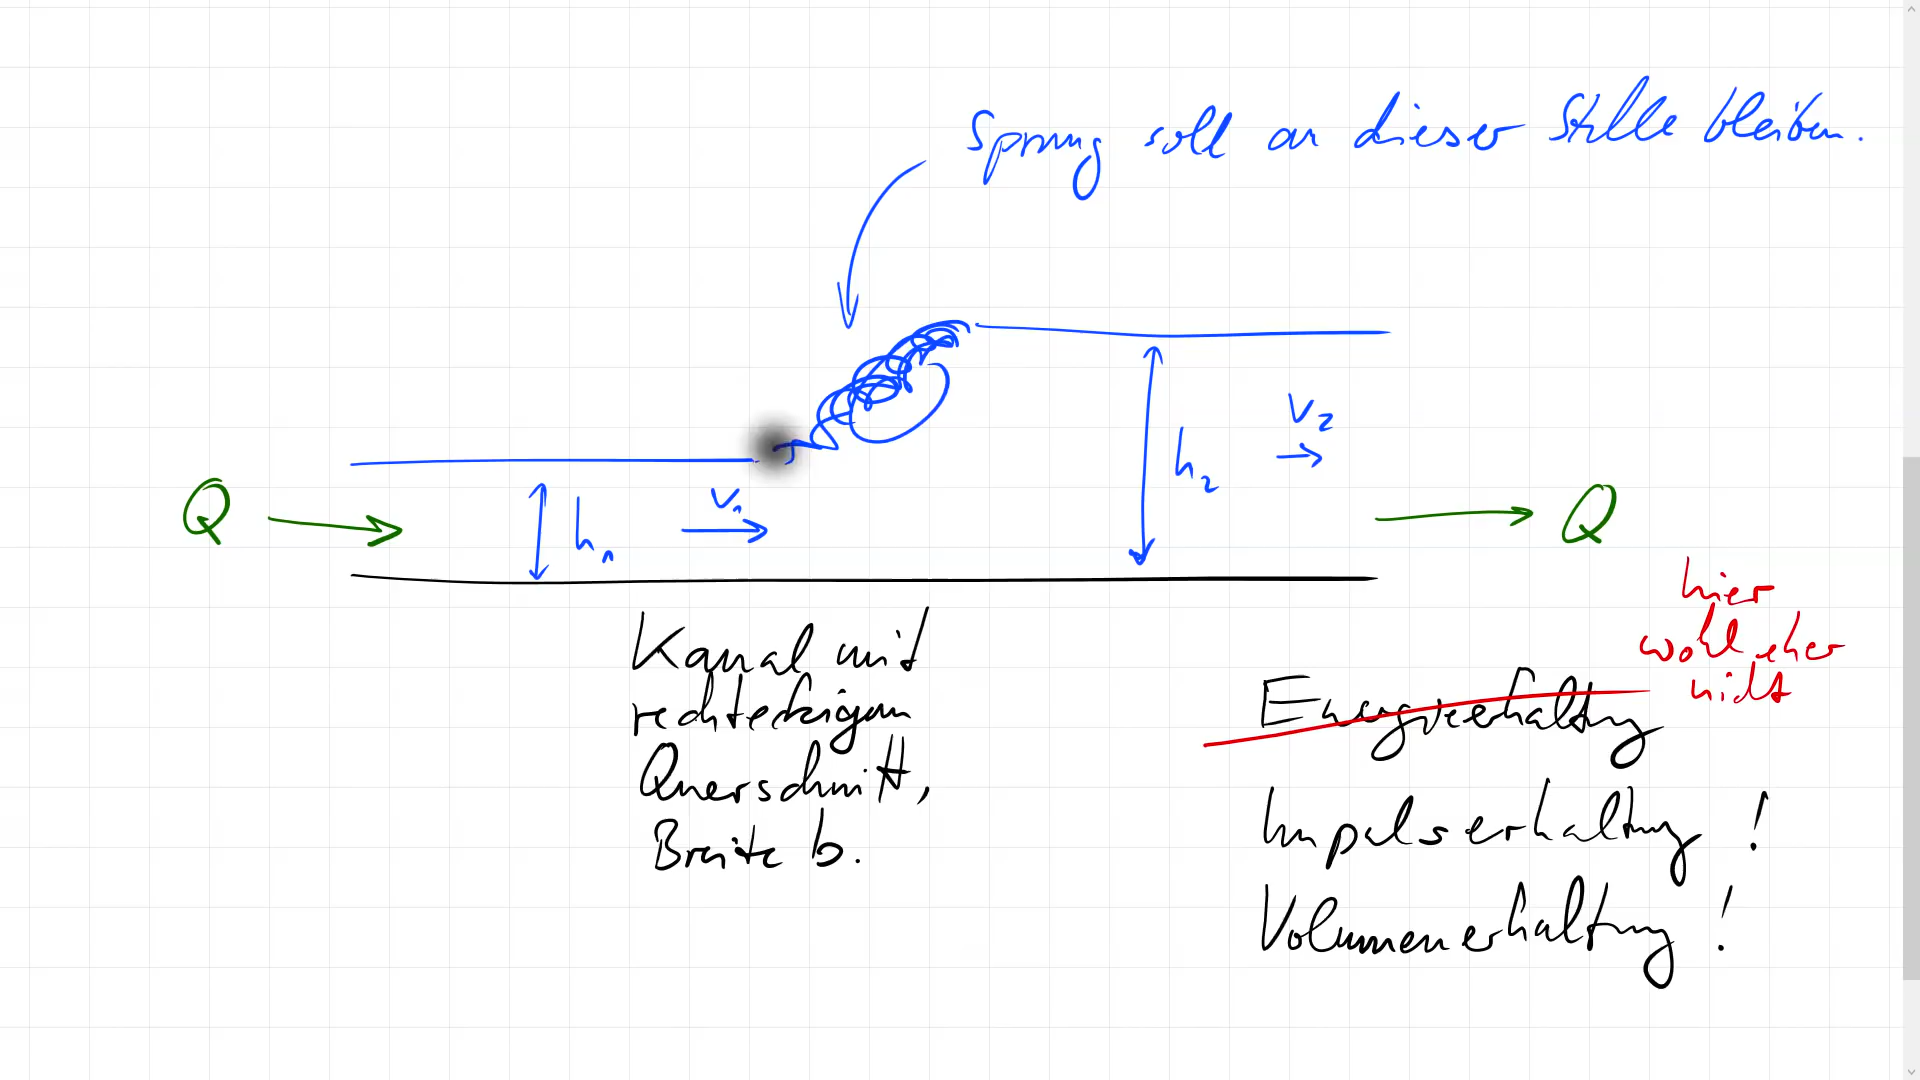 Sprung soll an dieser Stelle bleiben.
v₂
h₂
Q
v₁
h₁
Q
hier
wohl eher
nicht
Kanal mit
rechteckigem
Querschnitt,
Breite b.
Energieerhaltung
Impulserhaltung !
Volumenerhaltung !